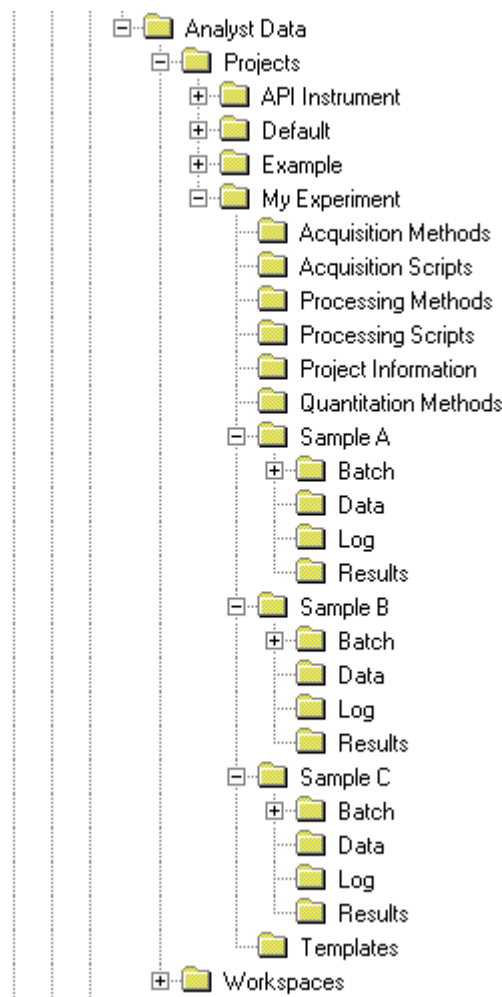 Analyst Data
Projects
API Instrument
Default
Example
My Experiment
Acquisition Methods
Acquisition Scripts
Processing Methods
Processing Scripts
Project Information
Quantitation Methods
Sample A
Batch
Data
Log
Results
Sample B
Batch
Data
Log
Results
Sample C
Batch
Data
Log
Results
Templates
Workspaces